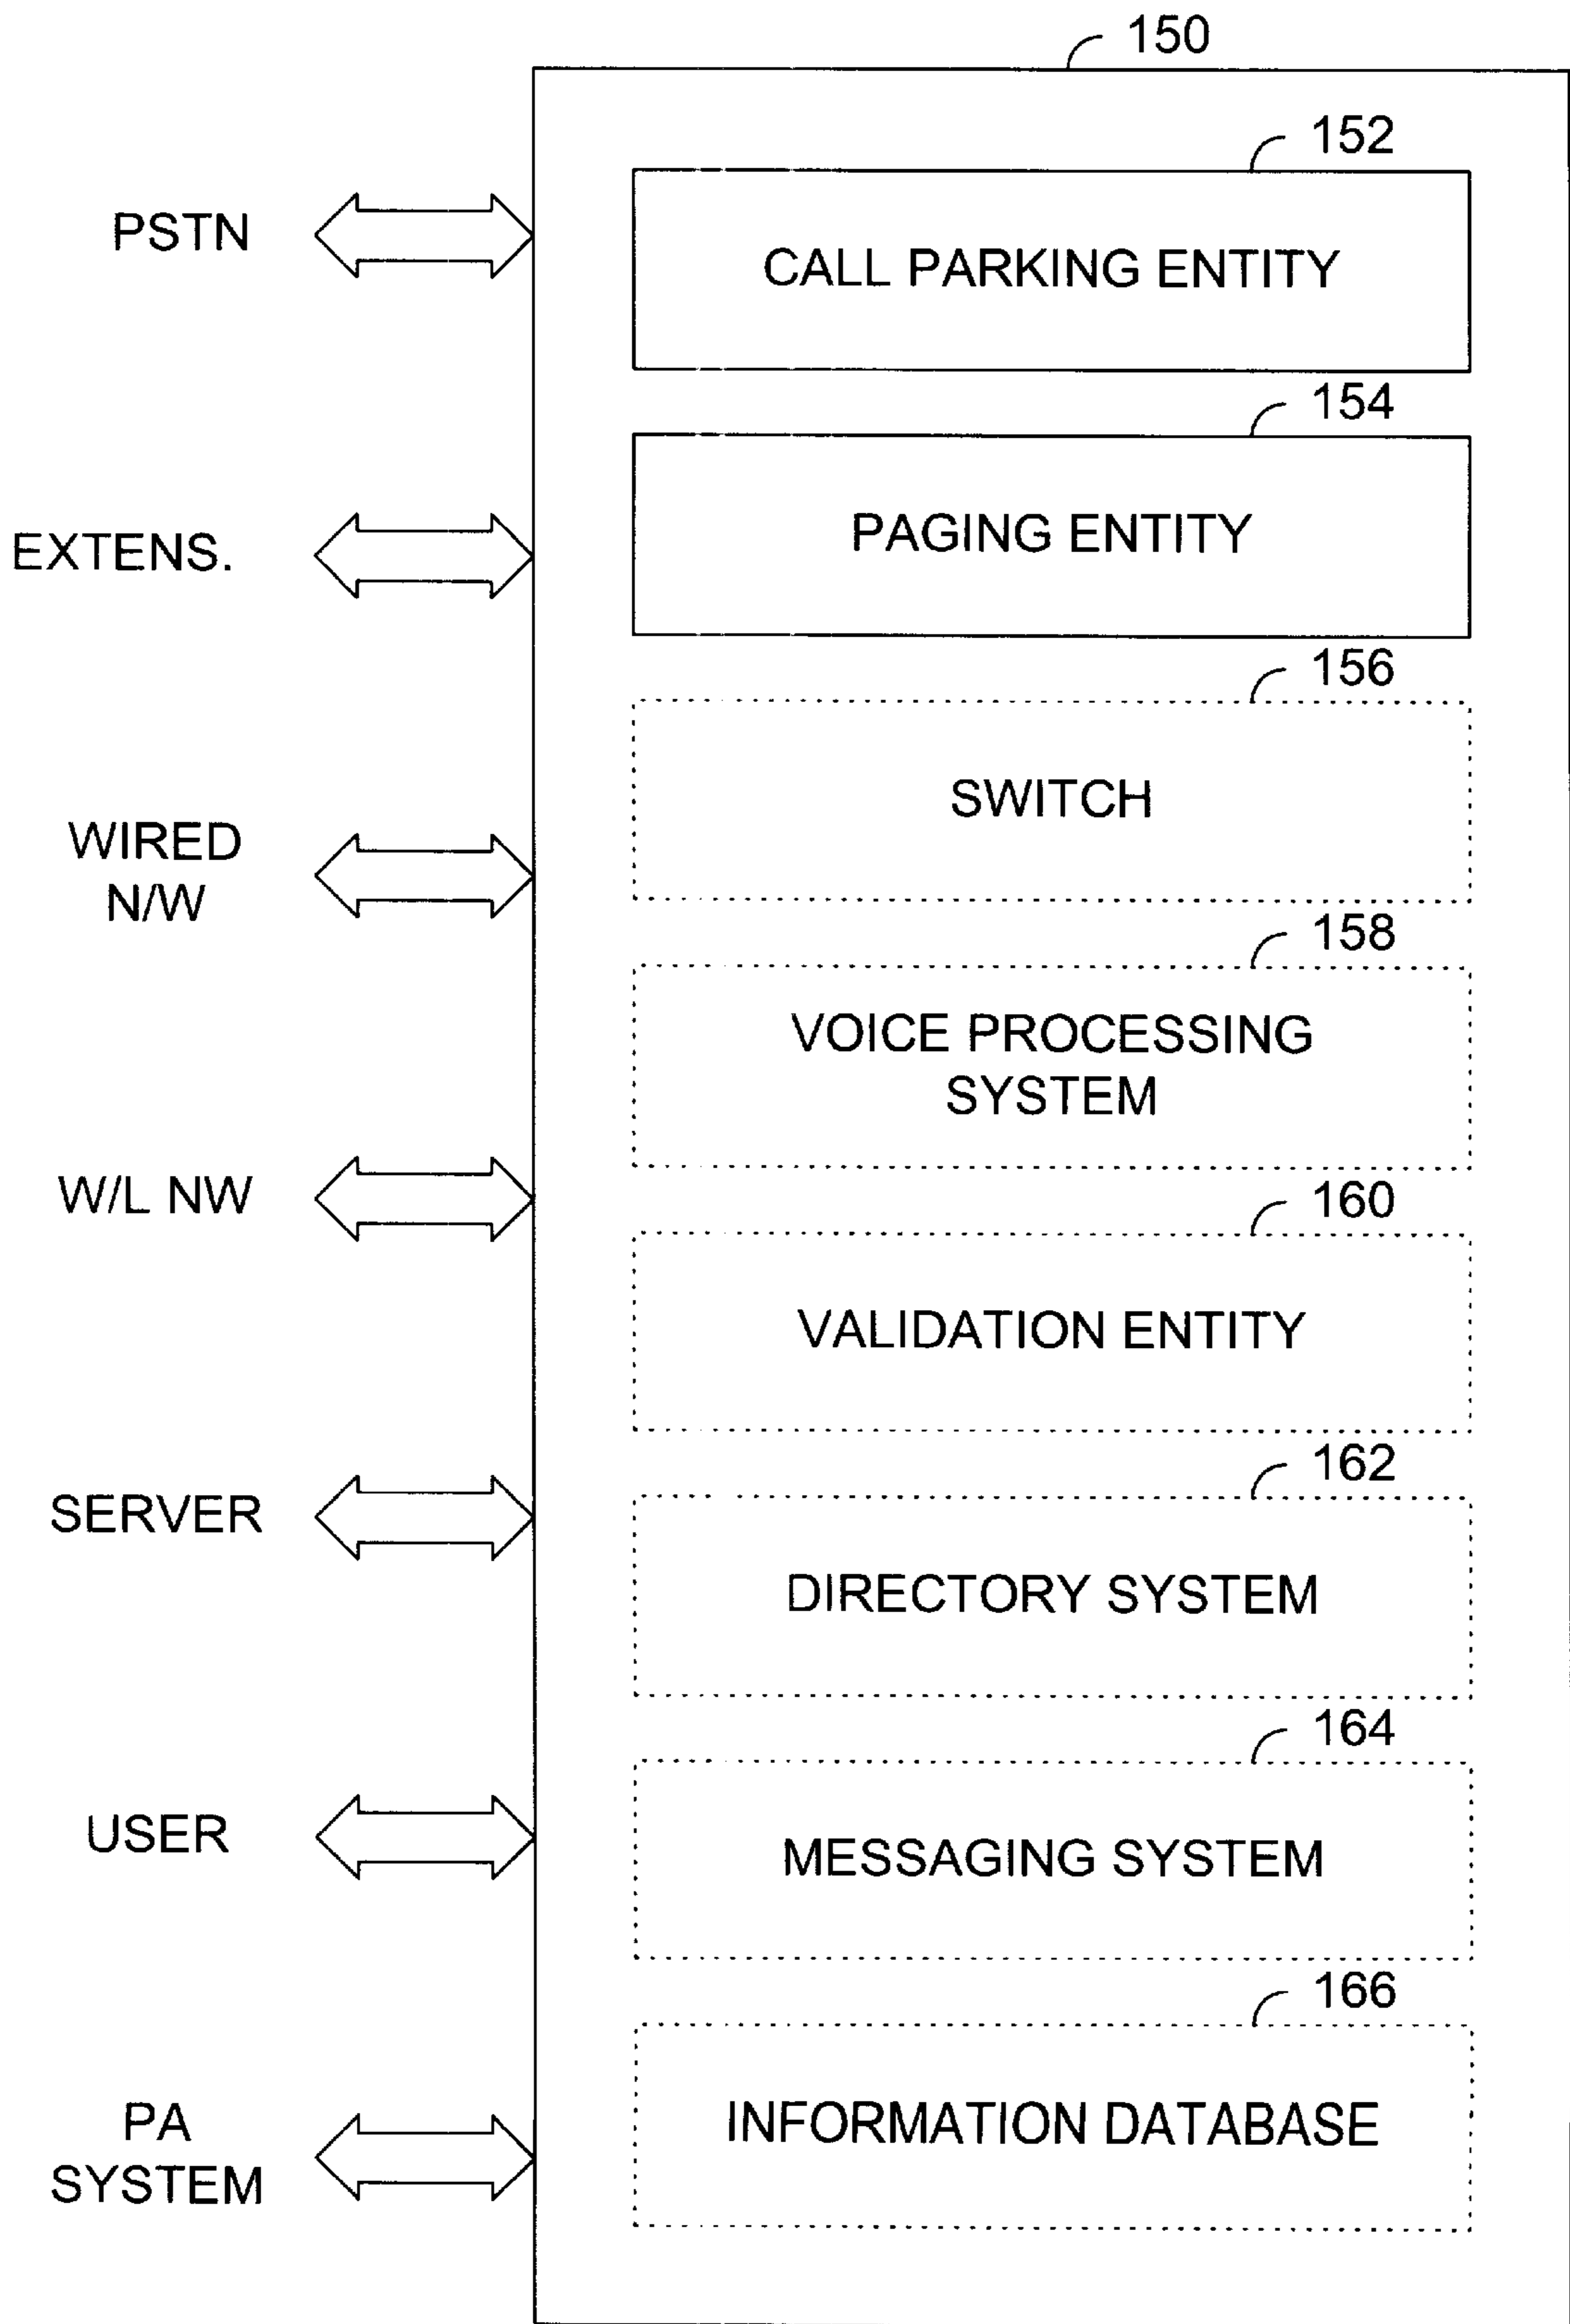 150
152
PSTN
CALL PARKING ENTITY
154
EXTENS.
PAGING ENTITY
156
WIRED
N/W
SWITCH
158
VOICE PROCESSING
SYSTEM
W/L NW
160
VALIDATION ENTITY
162
SERVER
DIRECTORY SYSTEM
164
USER
MESSAGING SYSTEM
166
PA
SYSTEM
INFORMATION DATABASE